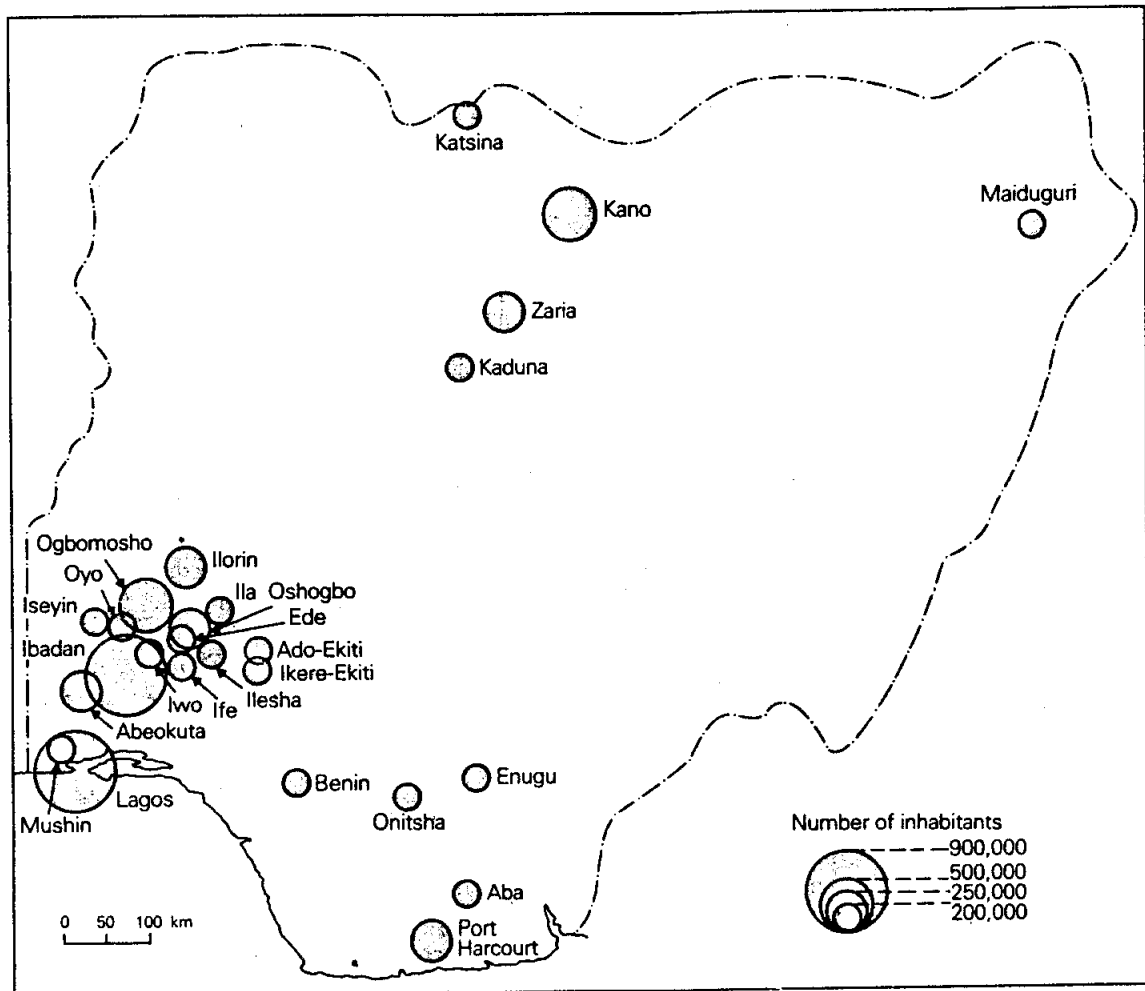 Katsina
Kano
Maiduguri
Zaria
Kaduna
Ogbomosho
Ilorin
Oyo
Ila
Oshogbo
Iseyin
Ede
Ibadan
Ado-Ekiti
Ikere-Ekiti
Iwo
Ife
Ilesha
Abeokuta
Lagos
Mushin
Benin
Enugu
Onitsha
Aba
Port
Harcourt
0 50 100 km
Number of inhabitants
900,000
500,000
250,000
200,000